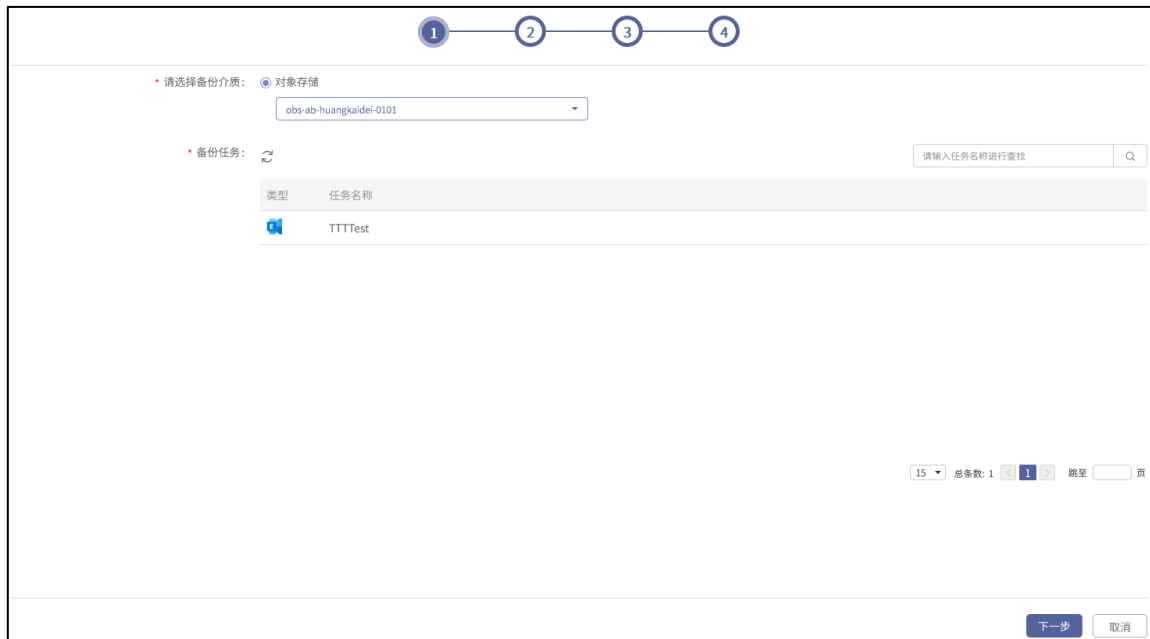 1 2 3 4
* 请选择备份介质: 对象存储
obs-ab-huangkaidei-0101
* 备份任务: 请输入任务名称进行查找
类型 任务名称
E TTTTest
15 总条数: 1 < 1 > 跳至 页
下一步 取消